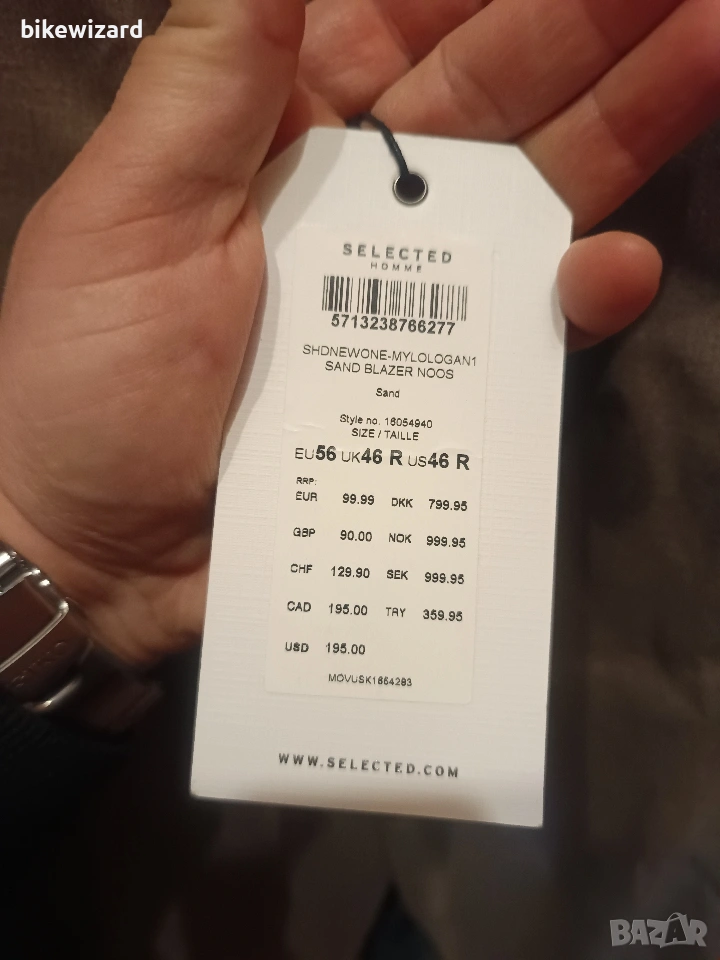 bikewizard
SELECTED
HOMME
5713238766277
SHDNEWONE-MYLOLOGAN1
SAND BLAZER NOOS
Sand
Style no. 16054940
SIZE / TAILLE
EU56 UK46 R US46 R
RRP:
EUR 99.99 DKK 799.95
GBP 90.00 NOK 999.95
CHF 129.90 SEK 999.95
CAD 195.00 TRY 359.95
USD 195.00
MOVUSK1654283
WWW.SELECTED.COM
BAZAR